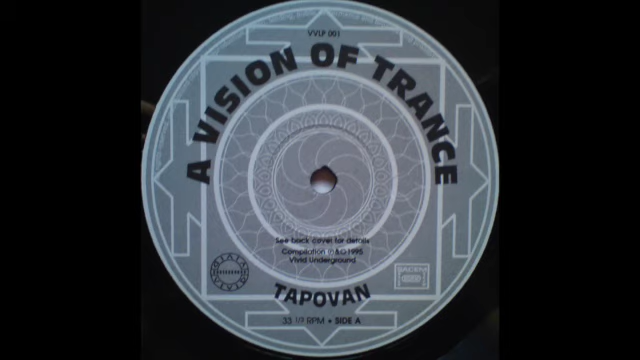 VVLP 001
A VISION OF TRANCE
See back cover for details
Compilation ℗&©1995
Vivid Underground
SACEM
TAPOVAN
33 1/3 RPM • SIDE A